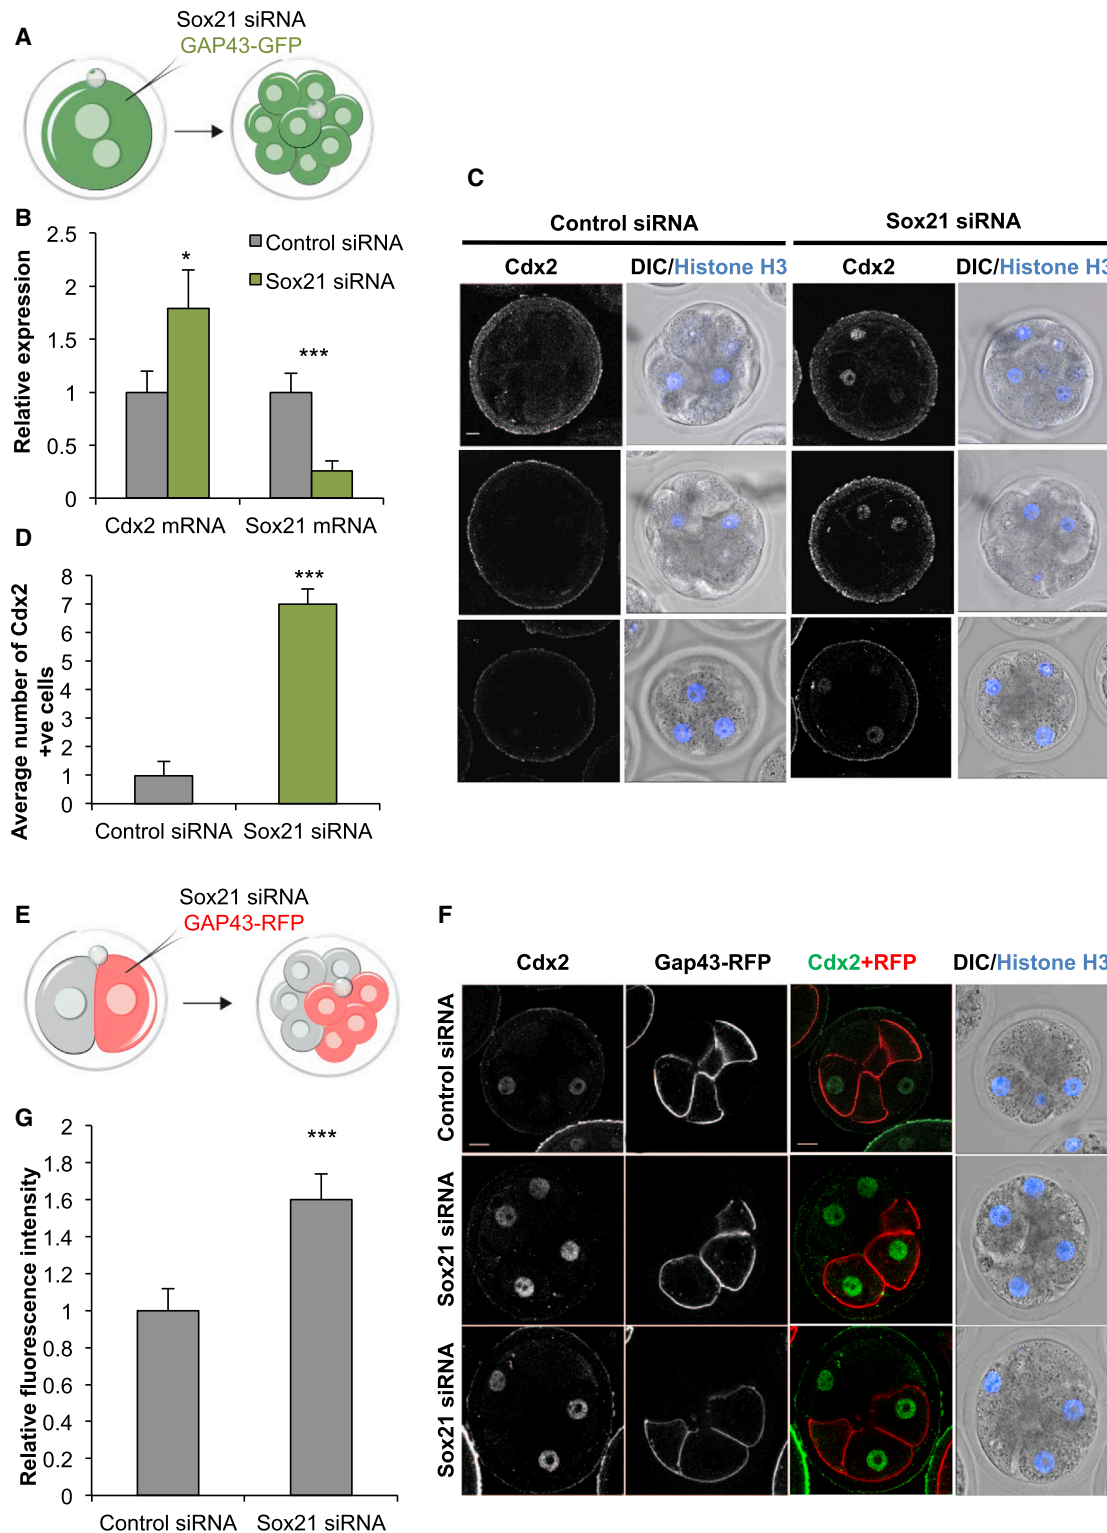 A
Sox21 siRNA
GAP43-GFP
B
Relative expression
2.5
2
1.5
1
0.5
0
*
***
Control siRNA
Sox21 siRNA
Cdx2 mRNA
Sox21 mRNA
C
Control siRNA
Sox21 siRNA
Cdx2
DIC/Histone H3
Cdx2
DIC/Histone H3
D
Average number of Cdx2
+ve cells
8
7
6
5
4
3
2
1
0
***
Control siRNA
Sox21 siRNA
E
Sox21 siRNA
GAP43-RFP
F
Cdx2
Gap43-RFP
Cdx2+RFP
DIC/Histone H3
Control siRNA
Sox21 siRNA
Sox21 siRNA
G
Relative fluorescence intensity
2
1.8
1.6
1.4
1.2
1
0.8
0.6
0.4
0.2
0
***
Control siRNA
Sox21 siRNA